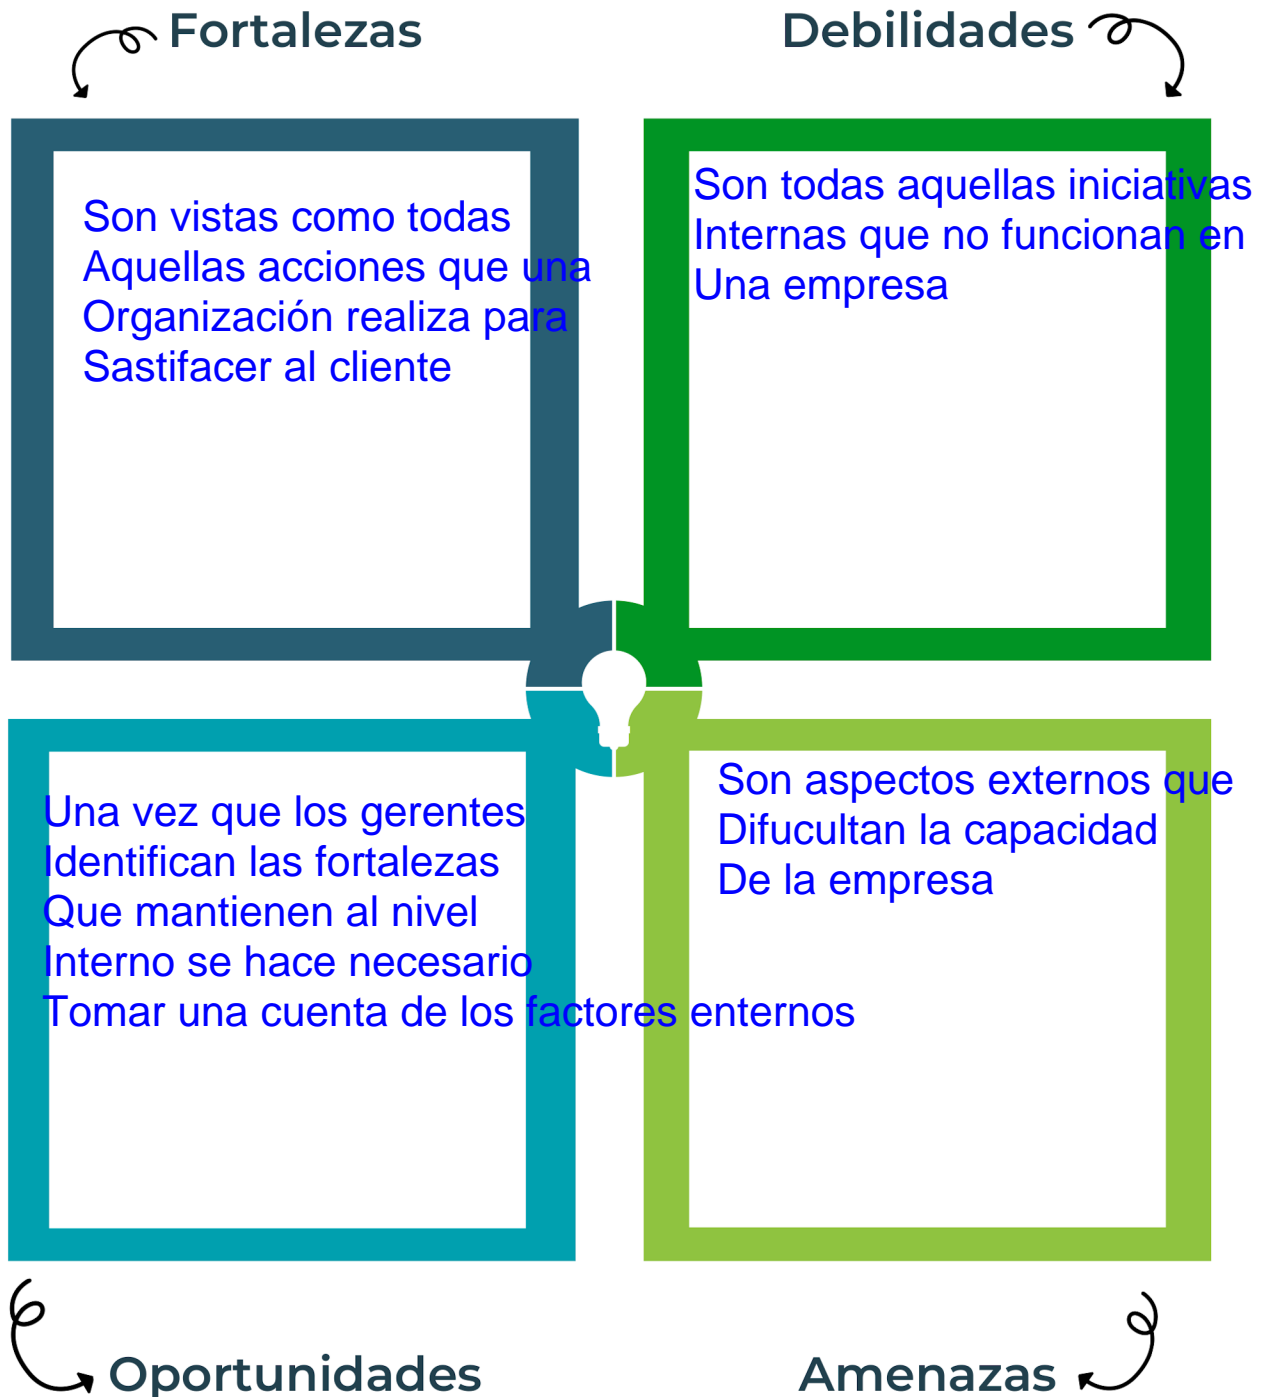 Fortalezas
Son vistas como todas
Aquellas acciones que una
Organización realiza para
Sastifacer al cliente
Debilidades
Son todas aquellas iniciativas
Internas que no funcionan en
Una empresa
Una vez que los gerentes
Identifican las fortalezas
Que mantienen al nivel
Interno se hace necesario
Tomar una cuenta de los factores enternos
Oportunidades
Son aspectos externos que
Difucultan la capacidad
De la empresa
Amenazas